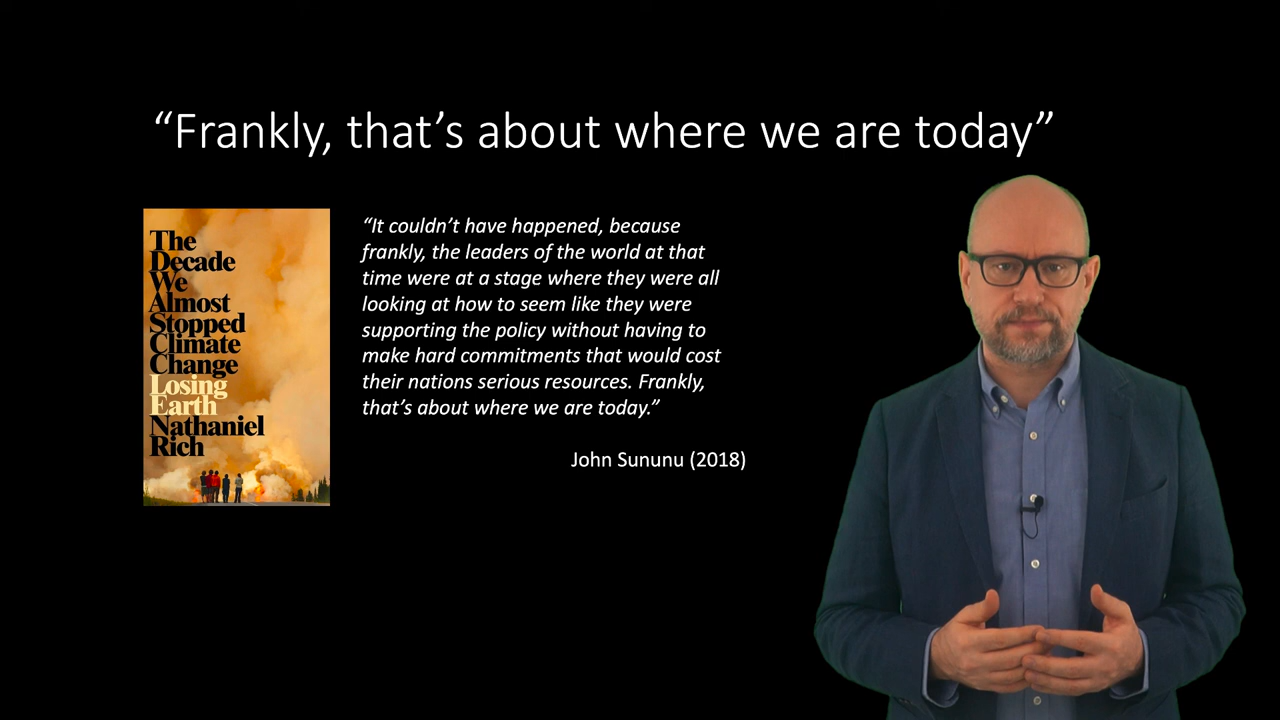 “Frankly, that’s about where we are today”
The
Decade
We
Almost
Stopped
Climate
Change
Losing
Earth
Nathaniel
Rich
“It couldn’t have happened, because
frankly, the leaders of the world at that
time were at a stage where they were all
looking at how to seem like they were
supporting the policy without having to
make hard commitments that would cost
their nations serious resources. Frankly,
that’s about where we are today.”
John Sununu (2018)